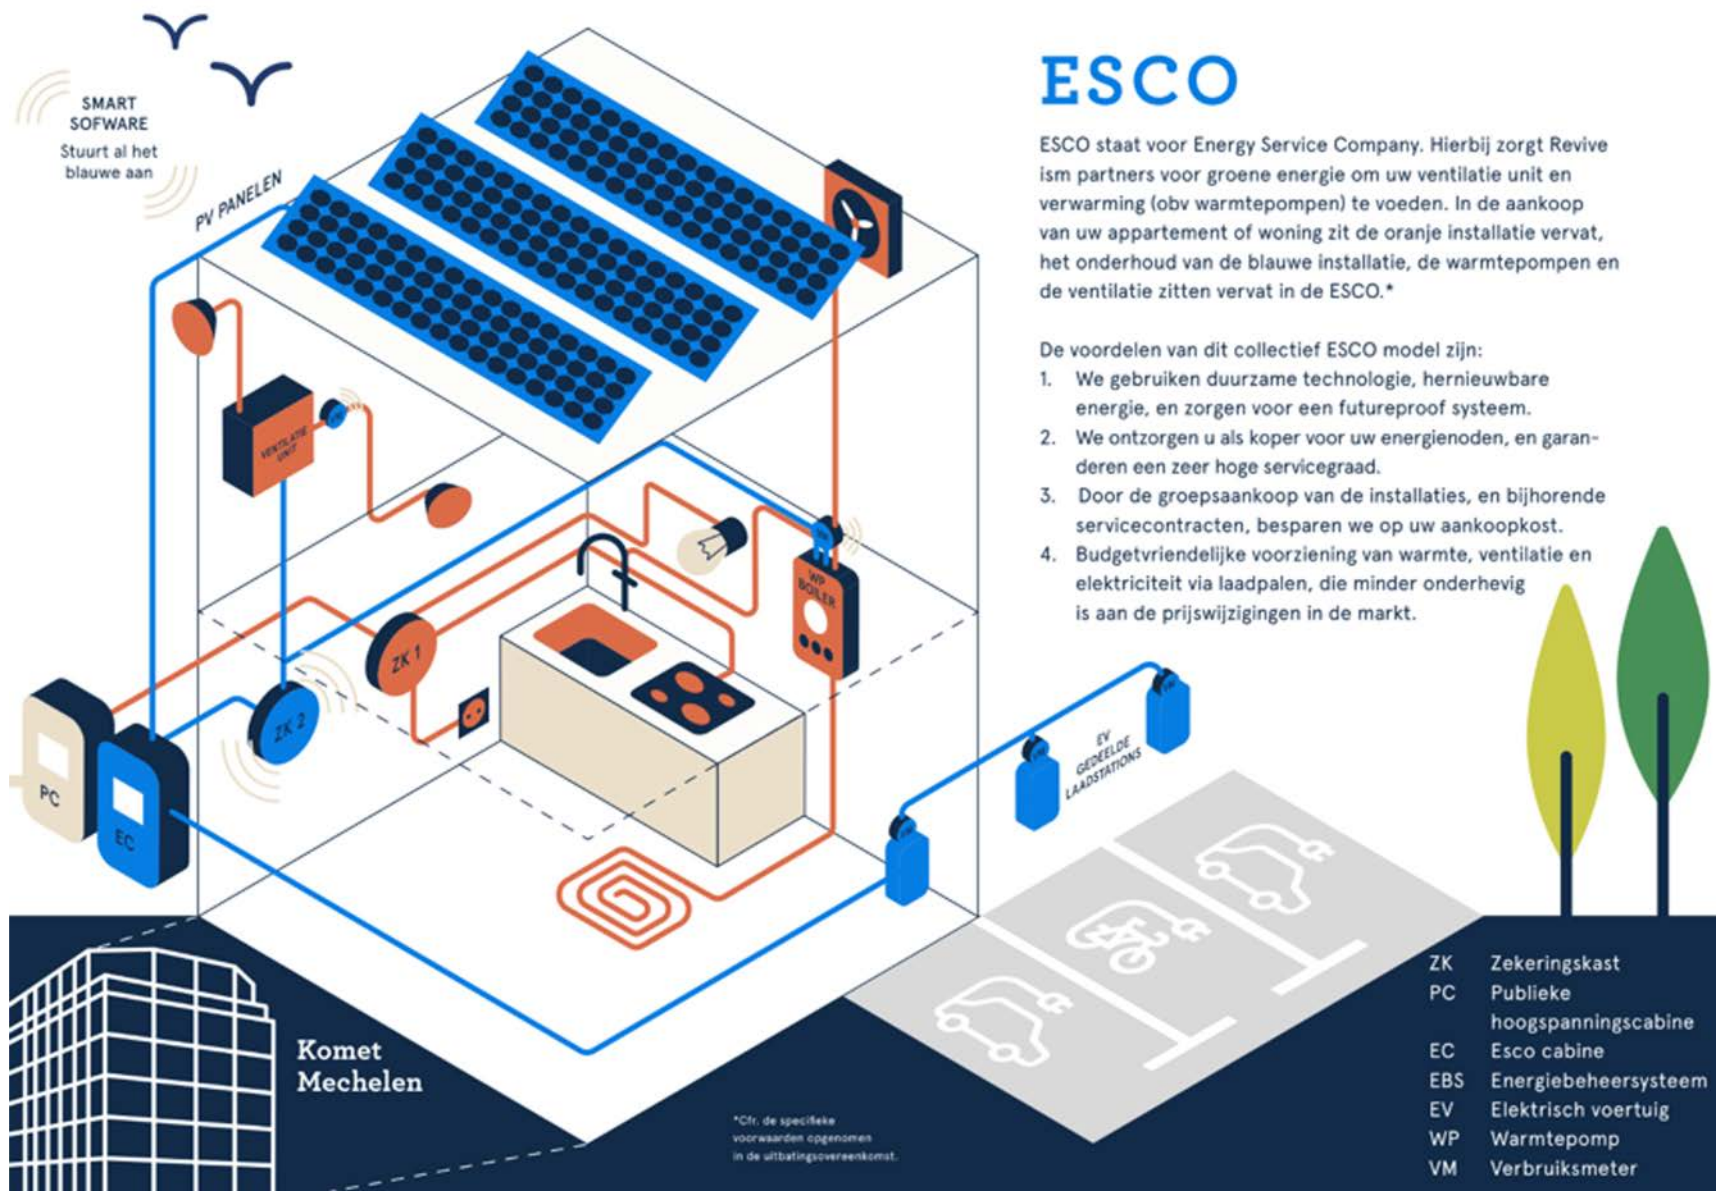 SMART
SOFWARE
Stuurt al het
blauwe aan
PV PANELEN
VENTILATIE
UNIT
WP
BOILER
ZK 1
ZK 2
PC
EC
EV
GEDEELDE
LAADSTATIONS
VM
ESCO
ESCO staat voor Energy Service Company. Hierbij zorgt Revive
ism partners voor groene energie om uw ventilatie unit en
verwarming (obv warmtepompen) te voeden. In de aankoop
van uw appartement of woning zit de oranje installatie vervat,
het onderhoud van de blauwe installatie, de warmtepompen en
de ventilatie zitten vervat in de ESCO.*
De voordelen van dit collectief ESCO model zijn:
1. We gebruiken duurzame technologie, hernieuwbare
energie, en zorgen voor een futureproof systeem.
2. We ontzorgen u als koper voor uw energienoden, en garan-
deren een zeer hoge servicegraad.
3. Door de groepsaankoop van de installaties, en bijhorende
servicecontracten, besparen we op uw aankoopkost.
4. Budgetvriendelijke voorziening van warmte, ventilatie en
elektriciteit via laadpalen, die minder onderhevig
is aan de prijswijzigingen in de markt.
Komet
Mechelen
*Cfr. de specifieke
voorwaarden opgenomen
in de uitbatingsovereenkomst.
ZK Zekeringskast
PC Publieke
hoogspanningscabine
EC Esco cabine
EBS Energiebeheersysteem
EV Elektrisch voertuig
WP Warmtepomp
VM Verbruiksmeter